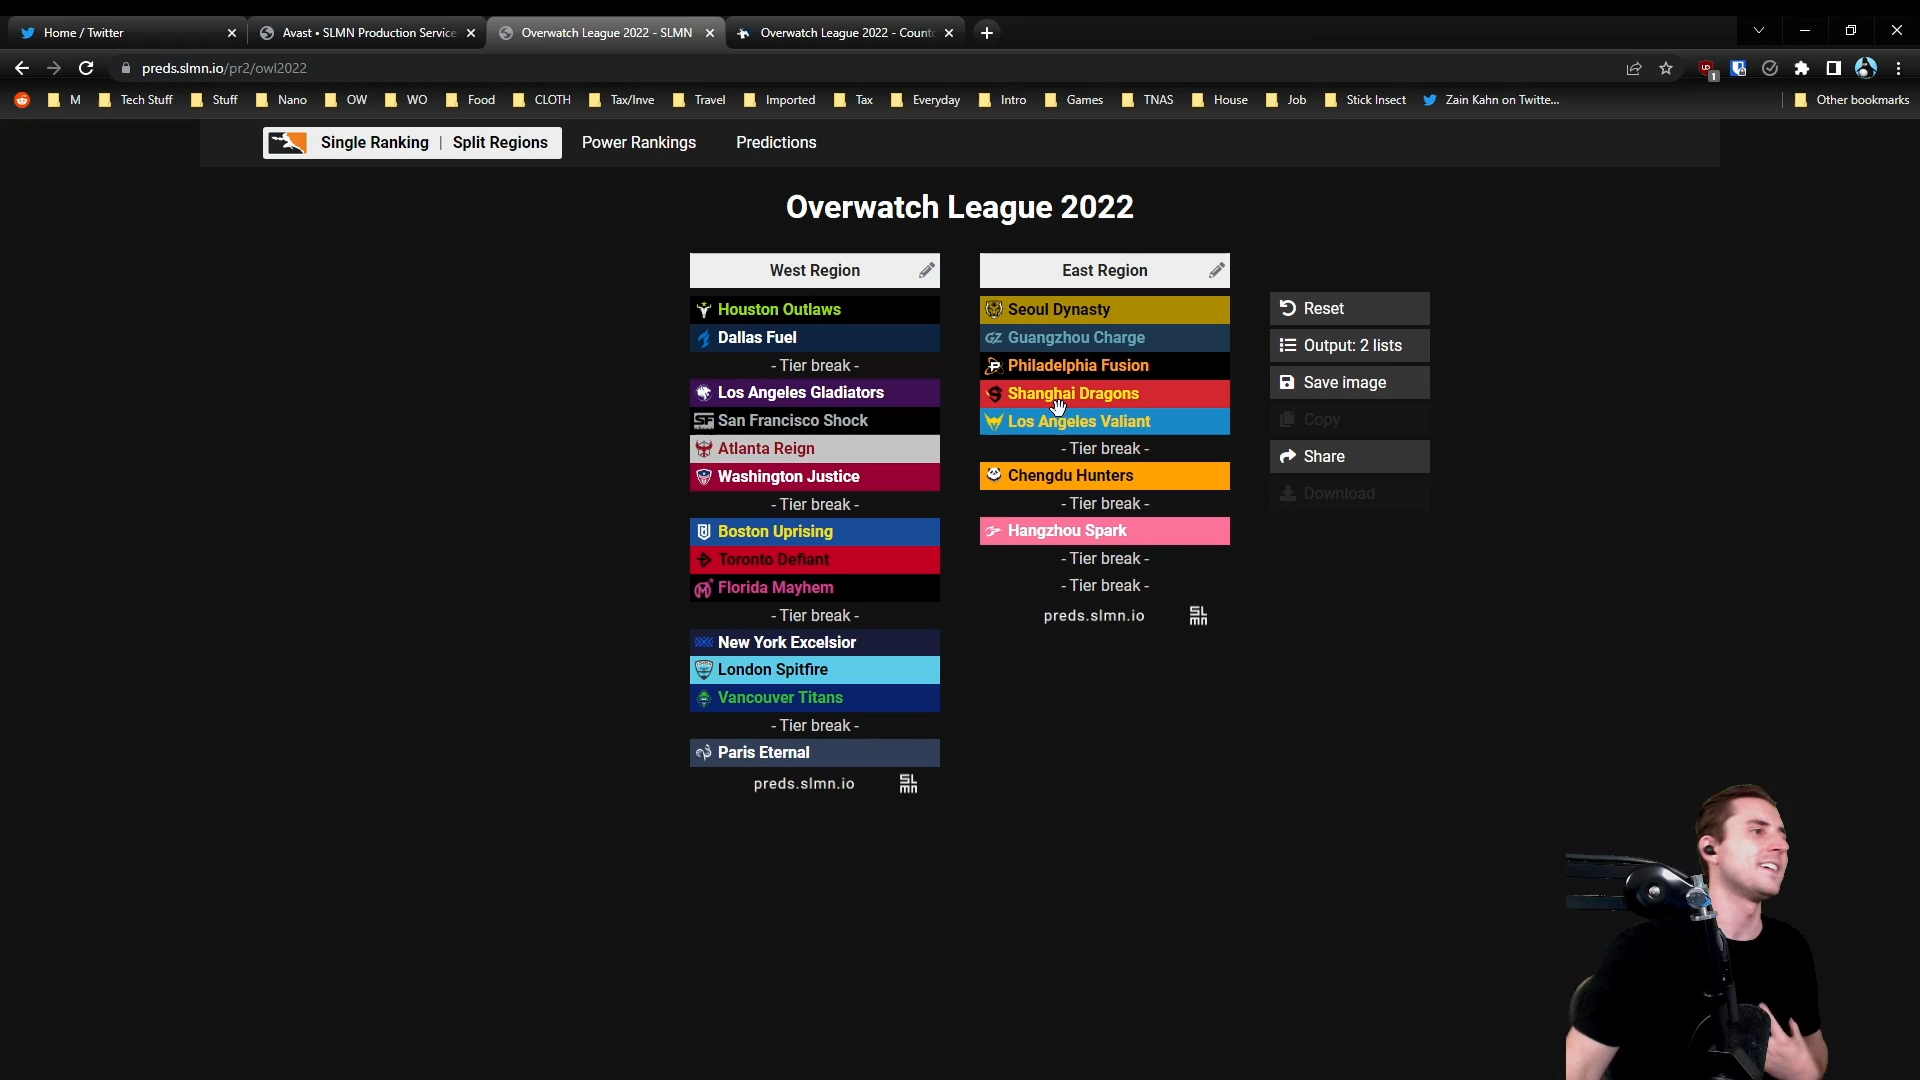 Home / Twitter
Avast • SLMN Production Service
Overwatch League 2022 - SLMN
Overwatch League 2022 - Count
preds.slmn.io/pr2/owl2022
1
M
Tech Stuff
Stuff
Nano
OW
WO
Food
CLOTH
Tax/Inve
Travel
Imported
Tax
Everyday
Intro
Games
TNAS
House
Job
Stick Insect
Zain Kahn on Twitte...
Other bookmarks
Single Ranking | Split Regions
Power Rankings
Predictions
Overwatch League 2022
West Region
Houston Outlaws
Dallas Fuel
- Tier break -
Los Angeles Gladiators
SF San Francisco Shock
Atlanta Reign
Washington Justice
- Tier break -
Boston Uprising
Toronto Defiant
Florida Mayhem
- Tier break -
New York Excelsior
London Spitfire
Vancouver Titans
- Tier break -
Paris Eternal
preds.slmn.io SL
mn
East Region
Seoul Dynasty
GZ Guangzhou Charge
P Philadelphia Fusion
Shanghai Dragons
Los Angeles Valiant
- Tier break -
Chengdu Hunters
- Tier break -
Hangzhou Spark
- Tier break -
- Tier break -
preds.slmn.io SL
mn
Reset
Output: 2 lists
Save image
Copy
Share
Download